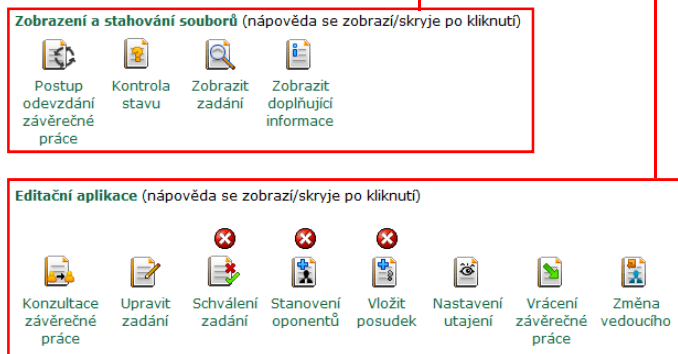 Zobrazení a stahování souborů (nápověda se zobrazí/skryje po kliknutí)
Postup odevzdání závěrečné práce
Kontrola stavu
Zobrazit zadání
Zobrazit doplňující informace
Editační aplikace (nápověda se zobrazí/skryje po kliknutí)
Konzultace závěrečné práce
Upravit zadání
Schválení zadání
Stanovení oponentů
Vložit posudek
Nastavení utajení
Vrácení závěrečné práce
Změna vedoucího